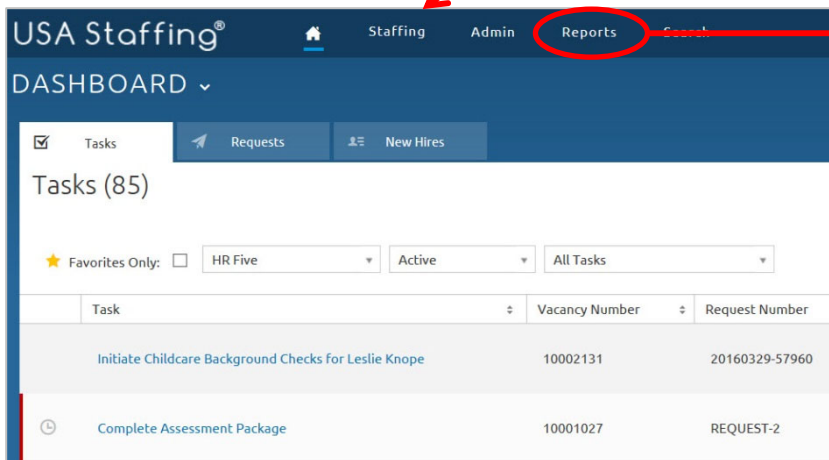 USA Staffing® Staffing Admin Reports Search
DASHBOARD
Tasks Requests New Hires
Tasks (85)
Favorites Only: HR Five Active All Tasks
Task Vacancy Number Request Number
Initiate Childcare Background Checks for Leslie Knope 10002131 20160329-57960
Complete Assessment Package 10001027 REQUEST-2